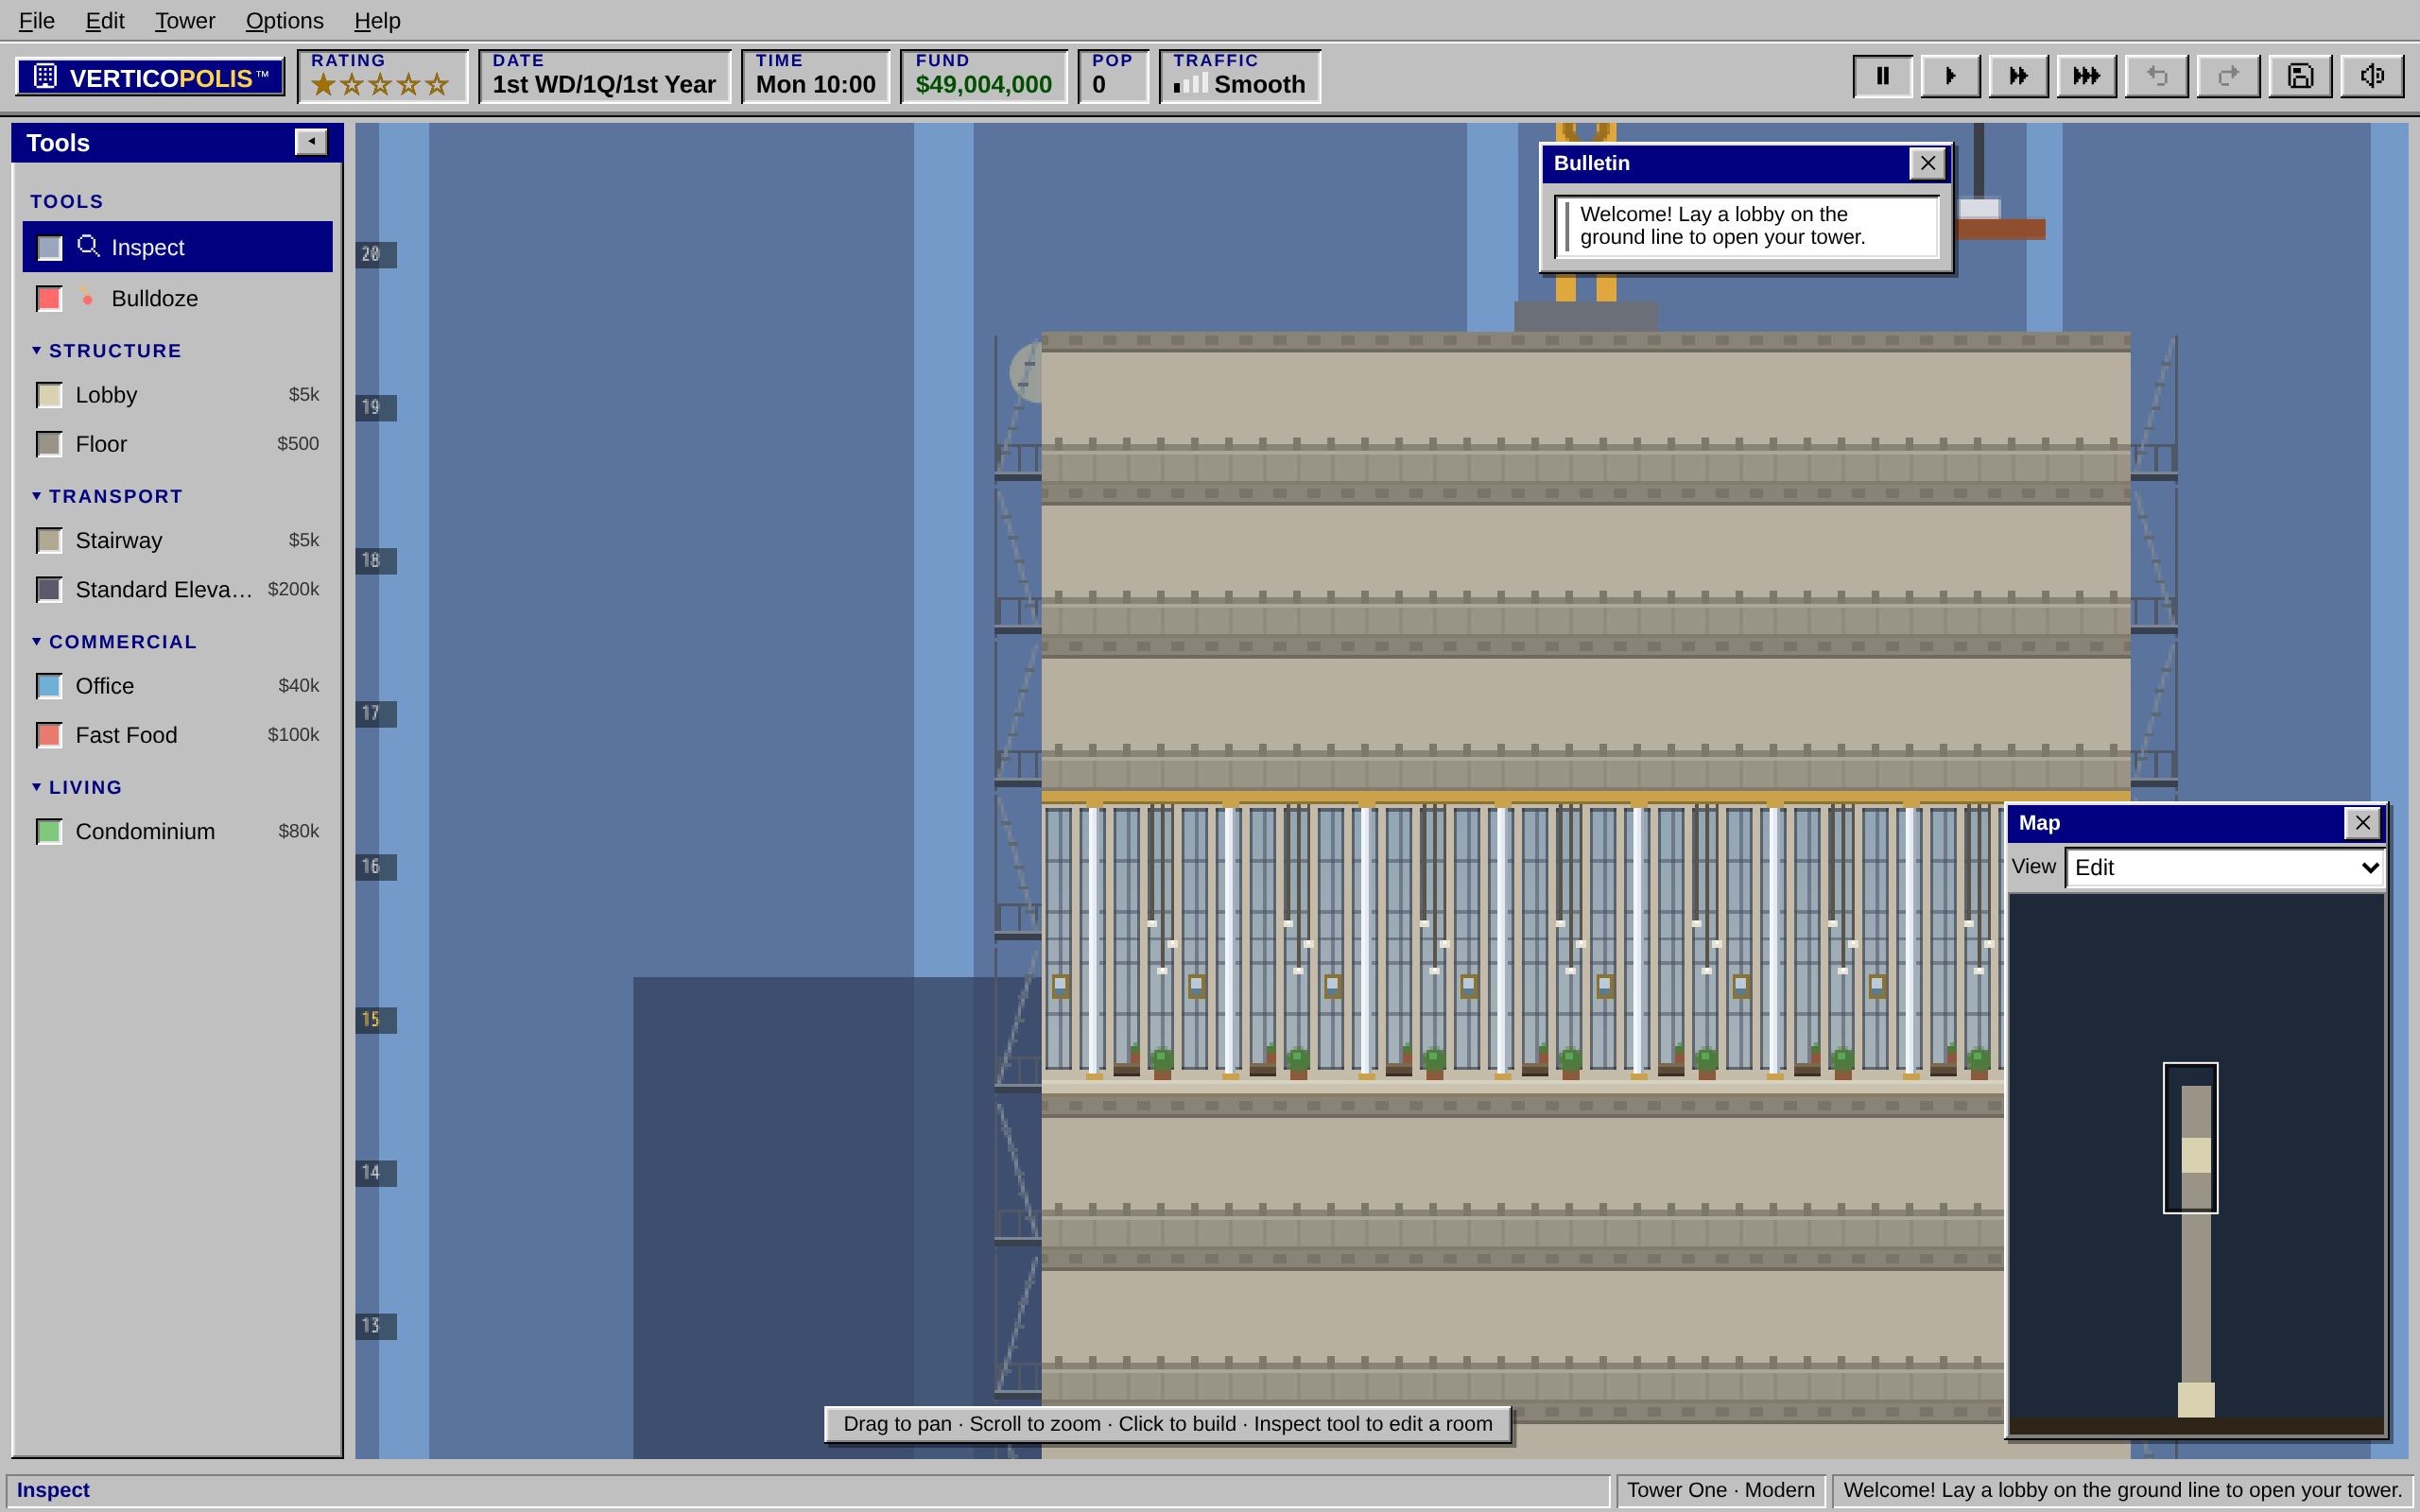 File Edit Tower Options Help
VERTICOPOLIS™
RATING
DATE
1st WD/1Q/1st Year
TIME
Mon 10:00
FUND
$49,004,000
POP
0
TRAFFIC
Smooth
Tools
TOOLS
Inspect
Bulldoze
STRUCTURE
Lobby $5k
Floor $500
TRANSPORT
Stairway $5k
Standard Eleva… $200k
COMMERCIAL
Office $40k
Fast Food $100k
LIVING
Condominium $80k
20
19
18
17
16
15
14
13
Bulletin
Welcome! Lay a lobby on the
ground line to open your tower.
Map
View Edit
Drag to pan · Scroll to zoom · Click to build · Inspect tool to edit a room
Inspect
Tower One · Modern
Welcome! Lay a lobby on the ground line to open your tower.